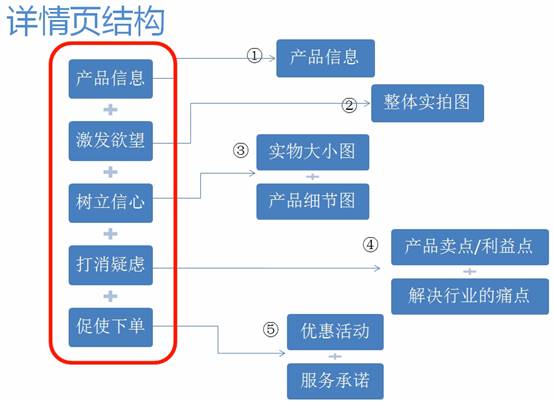 详情页结构
产品信息
激发欲望
树立信心
打消疑虑
促使下单
① 产品信息
② 整体实拍图
③ 实物大小图
产品细节图
④ 产品卖点/利益点
解决行业的痛点
⑤ 优惠活动
服务承诺